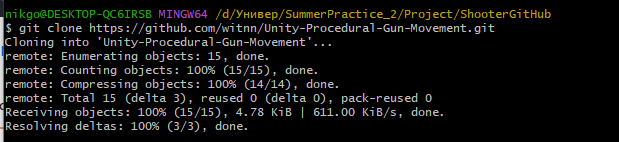 nikgo@DESKTOP-QC6IRSB MINGW64 /d/Универ/SummerPractice_2/Project/ShooterGitHub
$ git clone https://github.com/witnn/Unity-Procedural-Gun-Movement.git
Cloning into 'Unity-Procedural-Gun-Movement'...
remote: Enumerating objects: 15, done.
remote: Counting objects: 100% (15/15), done.
remote: Compressing objects: 100% (14/14), done.
remote: Total 15 (delta 3), reused 0 (delta 0), pack-reused 0
Receiving objects: 100% (15/15), 4.78 KiB | 611.00 KiB/s, done.
Resolving deltas: 100% (3/3), done.